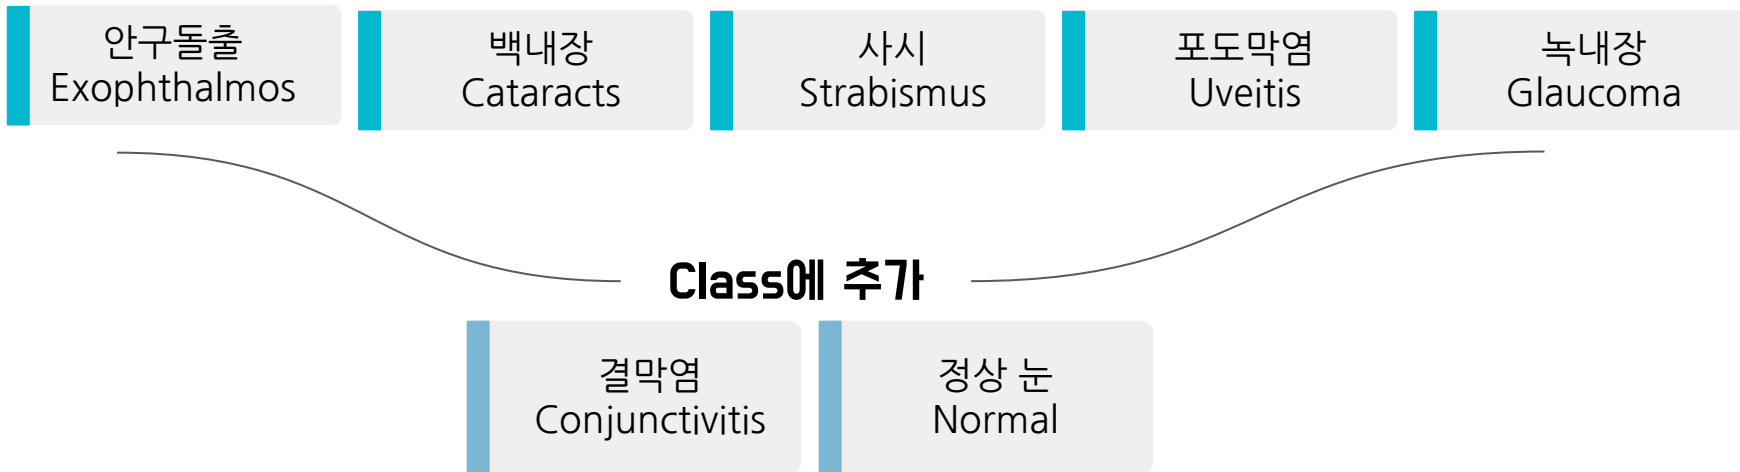 안구돌출
Exophthalmos
백내장
Cataracts
사시
Strabismus
포도막염
Uveitis
녹내장
Glaucoma
Class에 추가
결막염
Conjunctivitis
정상 눈
Normal